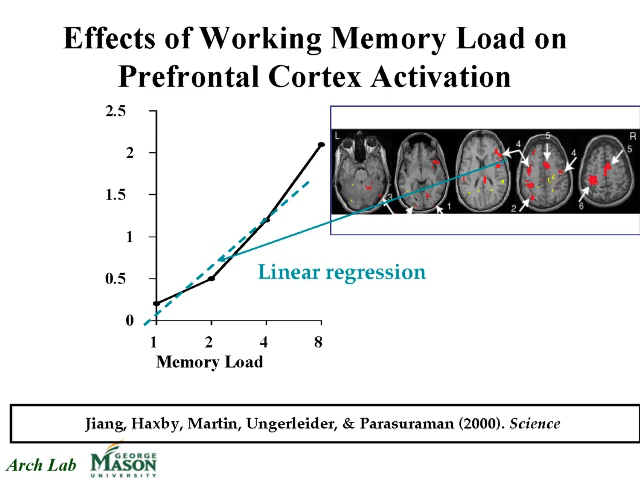 Effects of Working Memory Load on
Prefrontal Cortex Activation
2.5
2
1.5
1
0.5
0
1 2 4 8
Memory Load
Linear regression
L R
4 5 4 5
3 1 2 6
Jiang, Haxby, Martin, Ungerleider, & Parasuraman (2000). Science
Arch Lab
GEORGE
MASON
UNIVERSITY